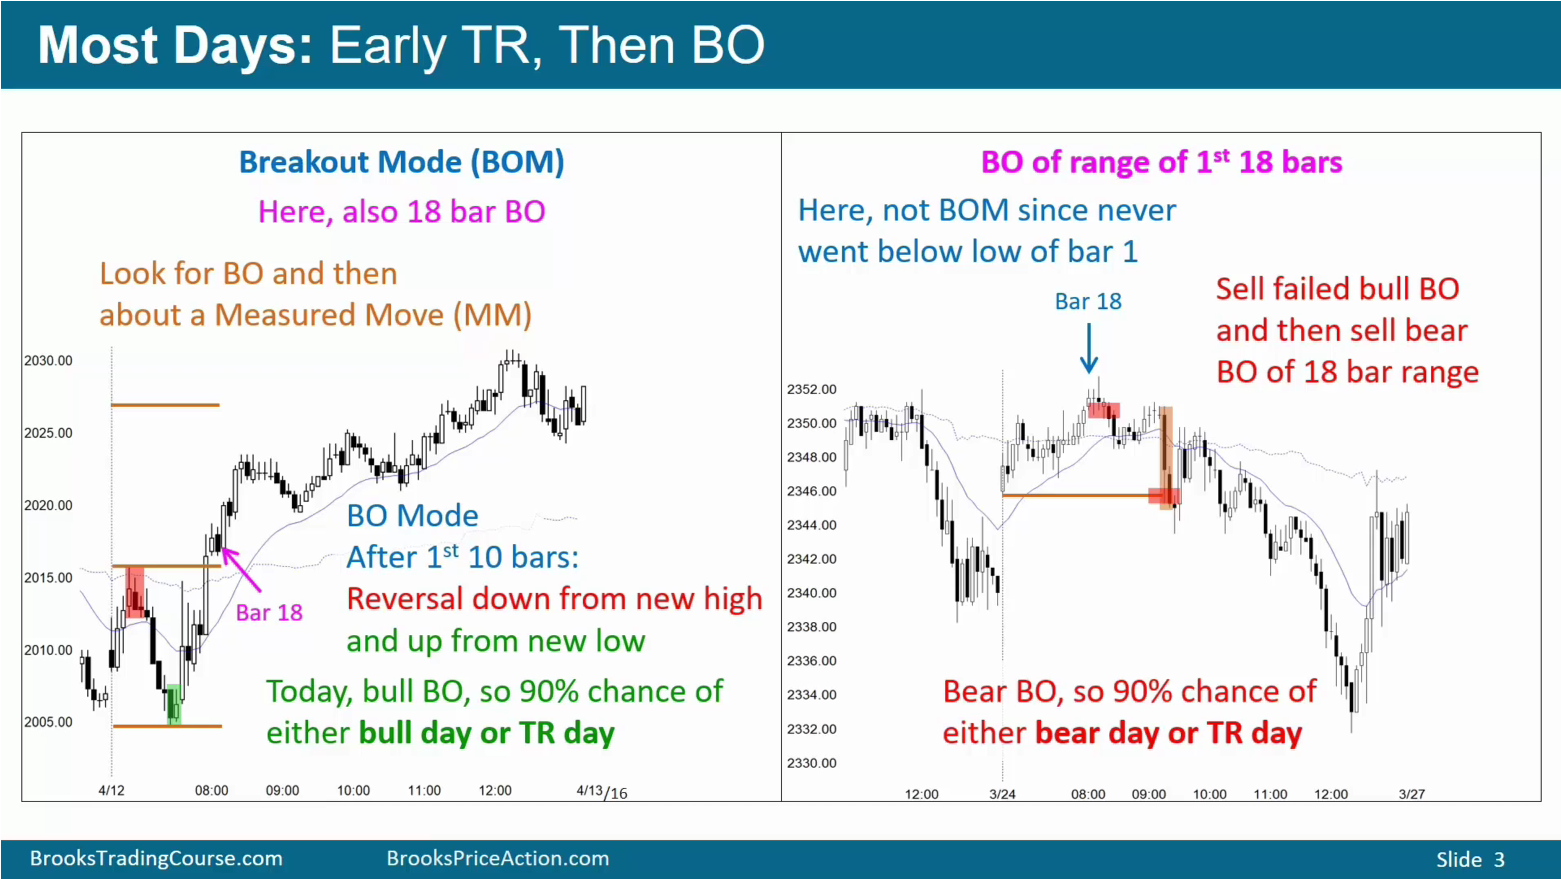 Most Days: Early TR, Then BO
Breakout Mode (BOM)
Here, also 18 bar BO
Look for BO and then
about a Measured Move (MM)
2030.00
2025.00
2020.00
2015.00
2010.00
2005.00
BO Mode
After 1st 10 bars:
Reversal down from new high
and up from new low
Bar 18
Today, bull BO, so 90% chance of
either bull day or TR day
4/12 08:00 09:00 10:00 11:00 12:00 4/13/16
BO of range of 1st 18 bars
Here, not BOM since never
went below low of bar 1
Bar 18
Sell failed bull BO
and then sell bear
BO of 18 bar range
2352.00
2350.00
2348.00
2346.00
2344.00
2342.00
2340.00
2338.00
2336.00
2334.00
2332.00
2330.00
Bear BO, so 90% chance of
either bear day or TR day
12:00 3/24 08:00 09:00 10:00 11:00 12:00 3/27
BrooksTradingCourse.com BrooksPriceAction.com Slide 3